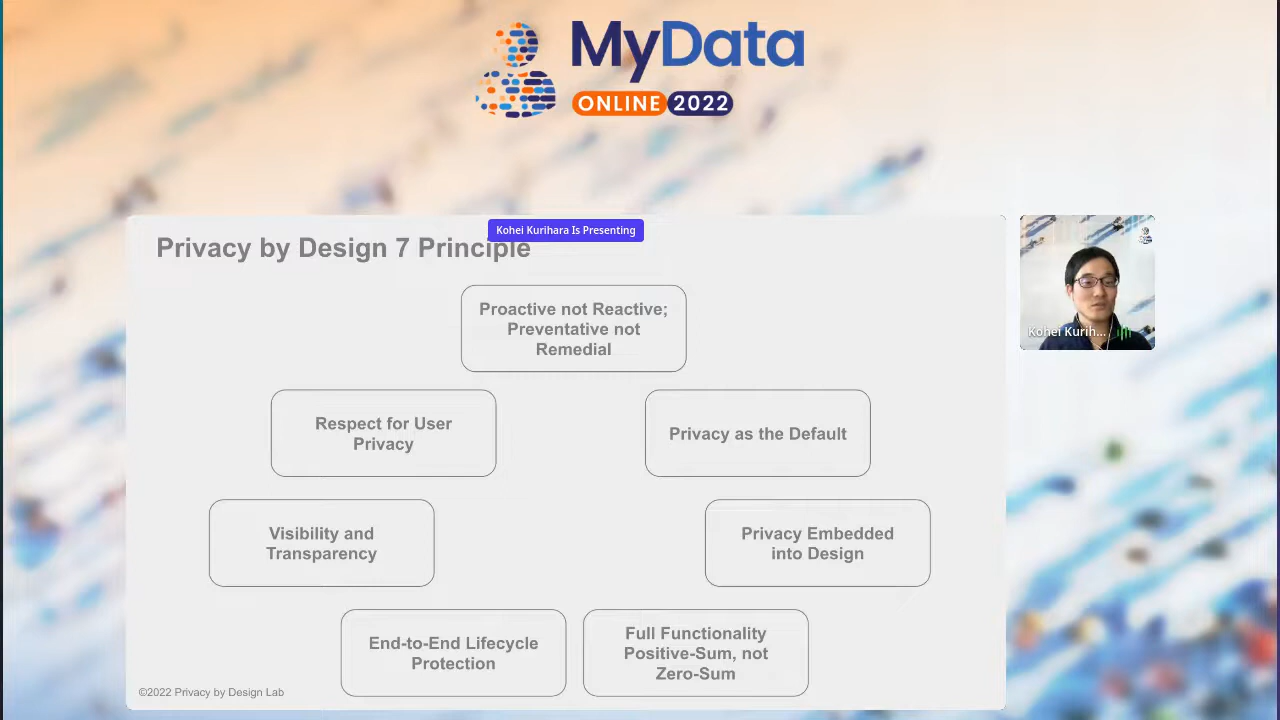 MyData
ONLINE 2022
Kohei Kurihara Is Presenting
Privacy by Design 7 Principle
Proactive not Reactive;
Preventative not
Remedial
Respect for User
Privacy
Privacy as the Default
Visibility and
Transparency
Privacy Embedded
into Design
End-to-End Lifecycle
Protection
Full Functionality
Positive-Sum, not
Zero-Sum
©2022 Privacy by Design Lab
Kohei Kurih...